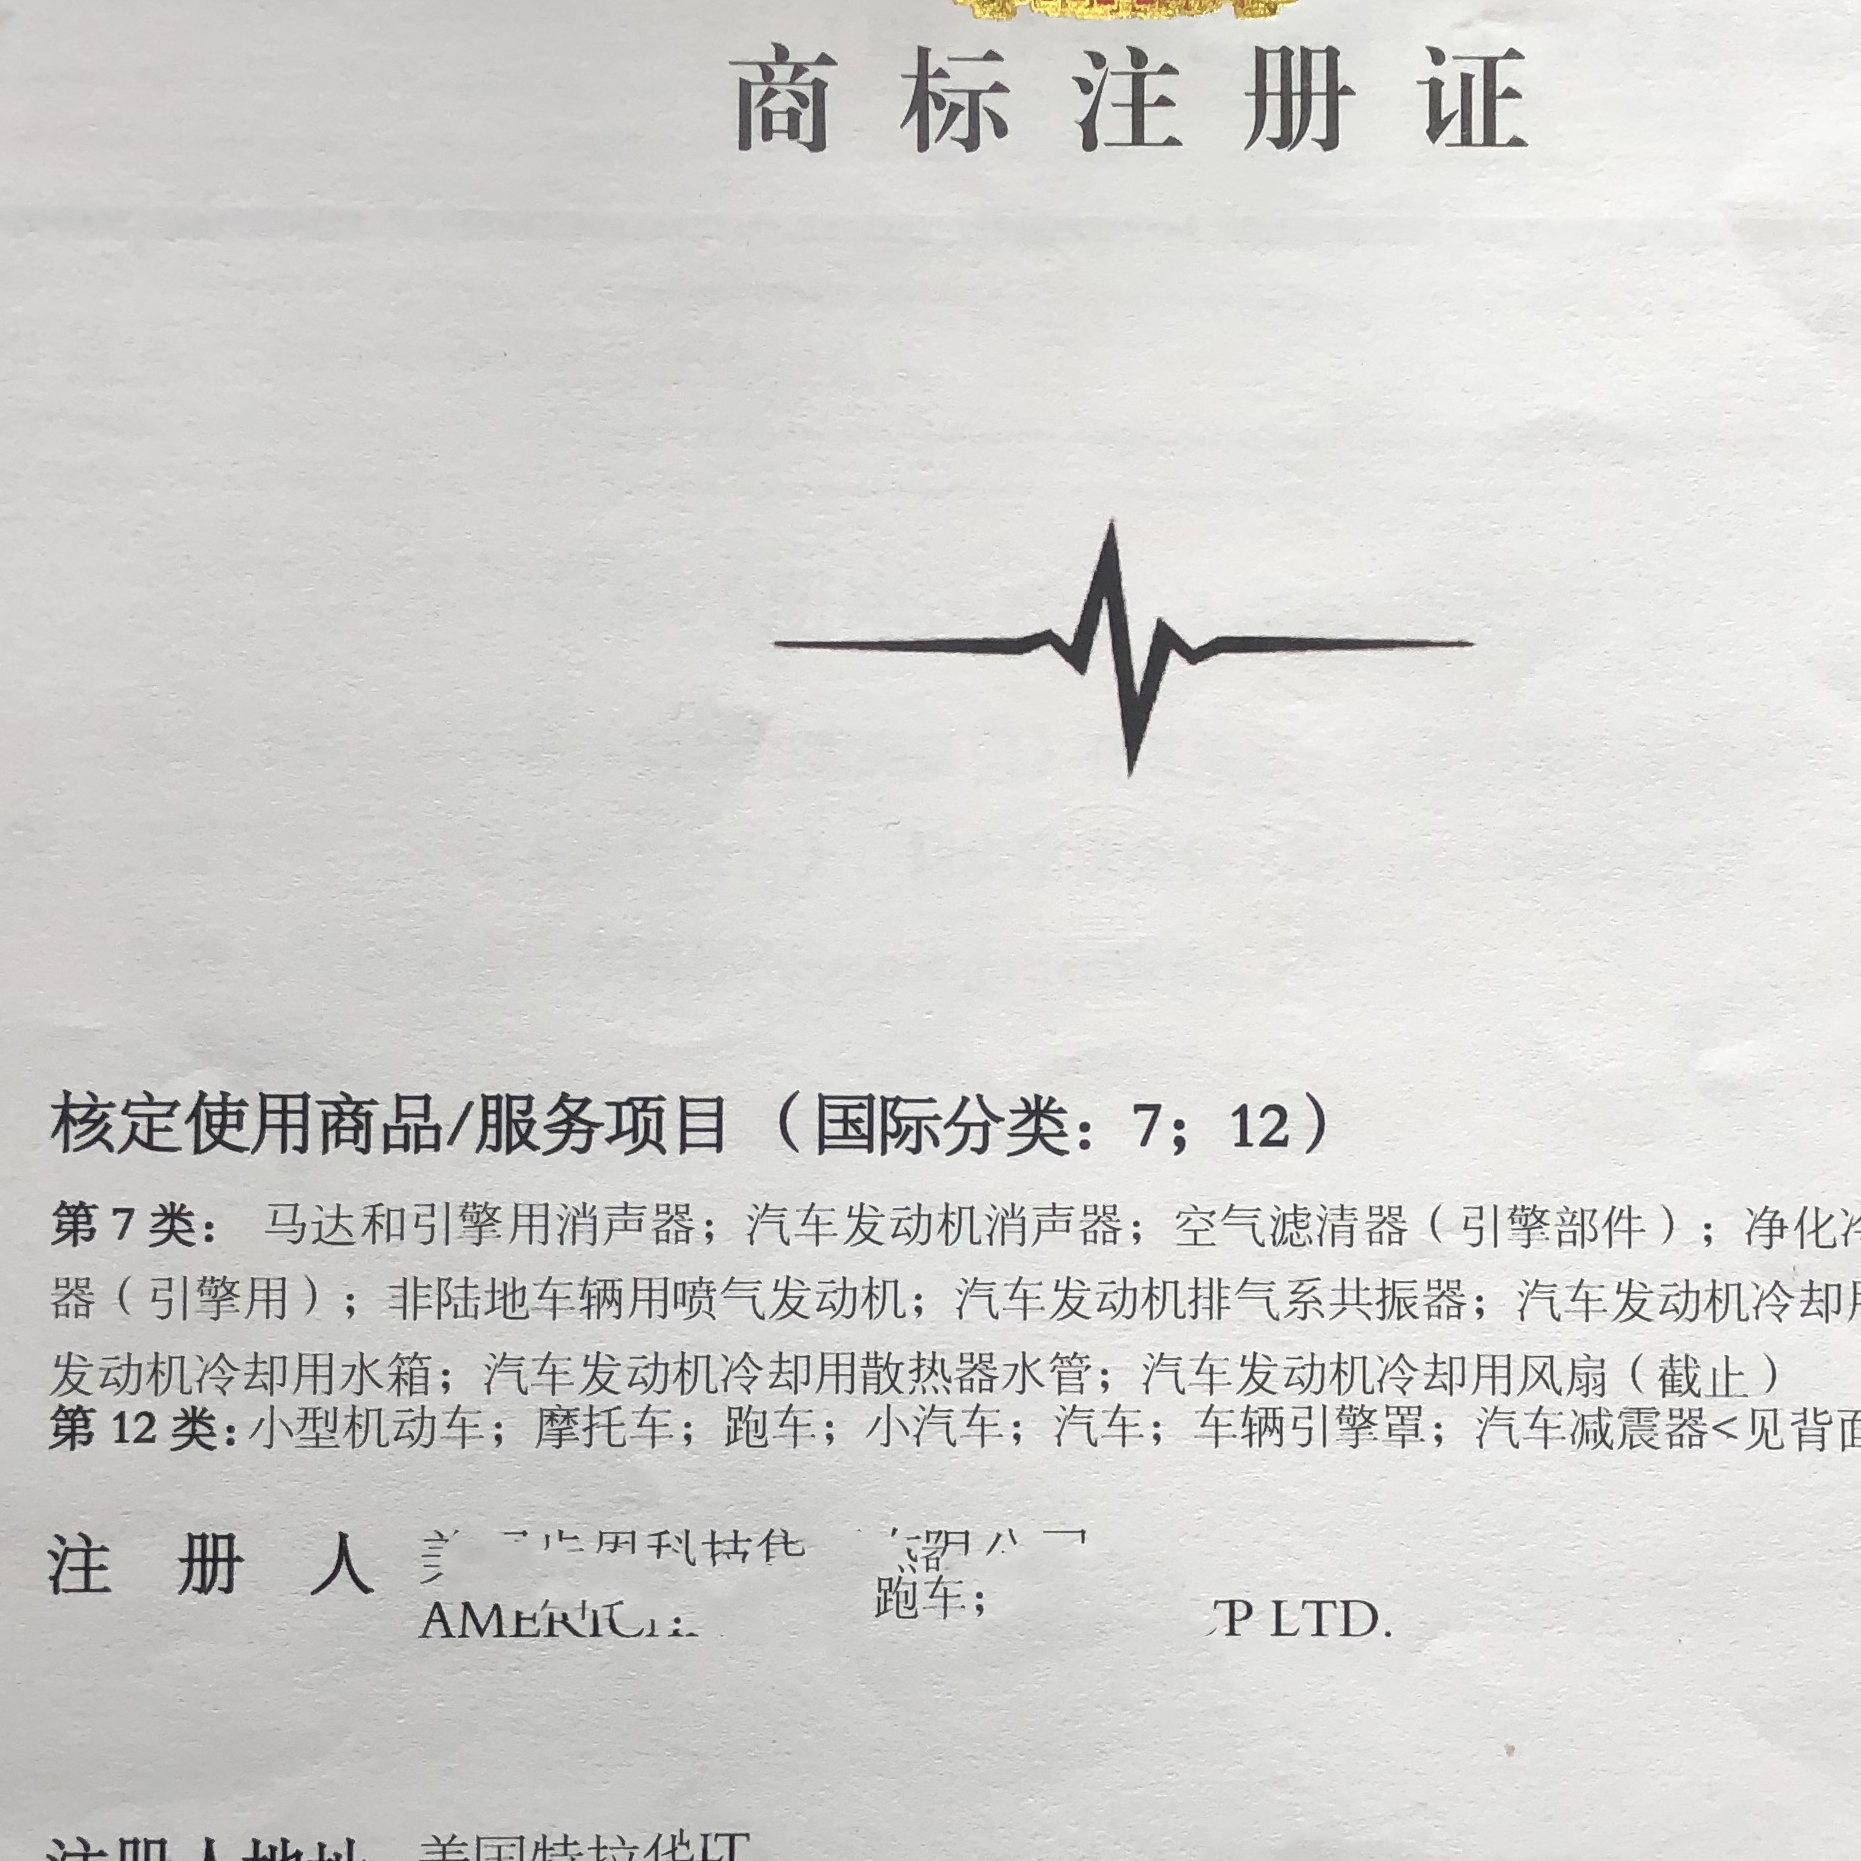 商标注册证
核定使用商品/服务项目（国际分类：7；12）
第 7 类： 马达和引擎用消声器；汽车发动机消声器；空气滤清器（引擎部件）；净化冷
器（引擎用）；非陆地车辆用喷气发动机；汽车发动机排气系共振器；汽车发动机冷却用
发动机冷却用水箱；汽车发动机冷却用散热器水管；汽车发动机冷却用风扇（截止）
第 12 类：小型机动车；摩托车；跑车；小汽车；汽车；车辆引擎罩；汽车减震器<见背面
注 册 人
跑车；
LTD.
注册人地址 美国特拉华